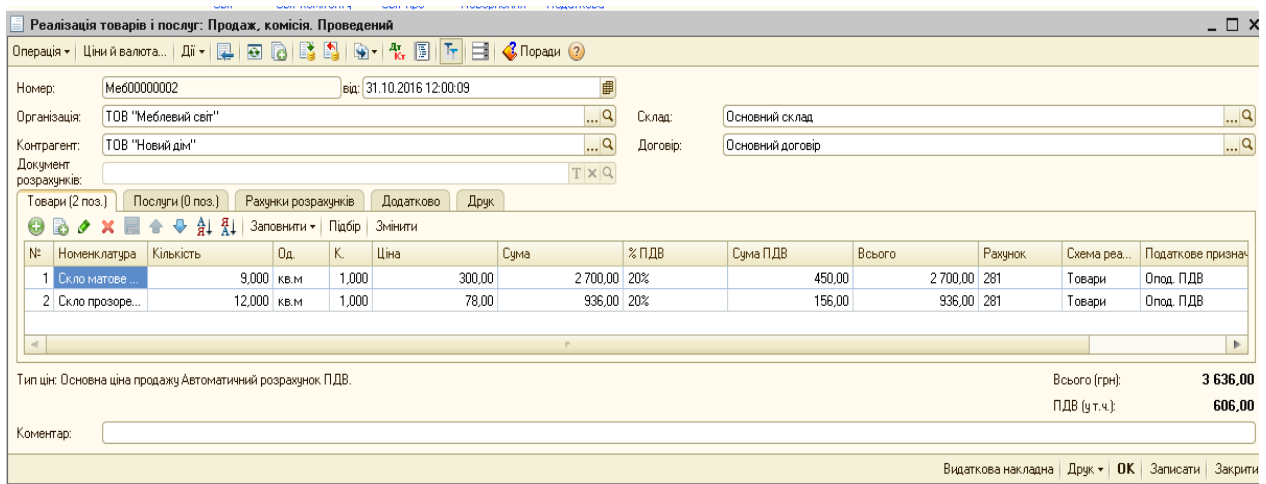 Реалізація товарів і послуг: Продаж, комісія. Проведений
Операція Ціни й валюта... Дії Дт Кт Поради
Номер: Меб00000002 від: 31.10.2016 12:00:09
Організація: ТОВ "Меблевий світ" ... Склад: Основний склад ...
Контрагент: ТОВ "Новий дім" ... Договір: Основний договір ...
Документ
розрахунків: T
Товари (2 поз.) Послуги (0 поз.) Рахунки розрахунків Додатково Друк
Заповнити Підбір Змінити
№ Номенклатура Кількість Од. К. Ціна Сума % ПДВ Сума ПДВ Всього Рахунок Схема реа... Податкове признач
1 Скло матове ... 9,000 кв.м 1,000 300,00 2 700,00 20% 450,00 2 700,00 281 Товари Опод. ПДВ
2 Скло прозоре... 12,000 кв.м 1,000 78,00 936,00 20% 156,00 936,00 281 Товари Опод. ПДВ
Тип цін: Основна ціна продажу Автоматичний розрахунок ПДВ. Всього (грн): 3 636,00
ПДВ (у т.ч.): 606,00
Коментар:
Видаткова накладна Друк OK Записати Закрити